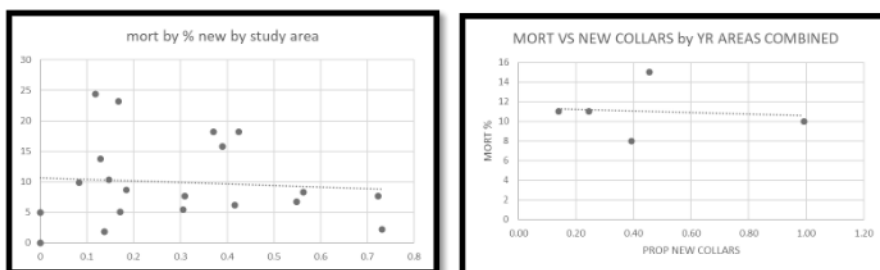 mort by % new by study area
30
25
20
15
10
5
0
0 0.1 0.2 0.3 0.4 0.5 0.6 0.7 0.8
MORT VS NEW COLLARS by YR AREAS COMBINED
MORT %
16
14
12
10
8
6
4
2
0
0.00 0.20 0.40 0.60 0.80 1.00 1.20
PROP NEW COLLARS